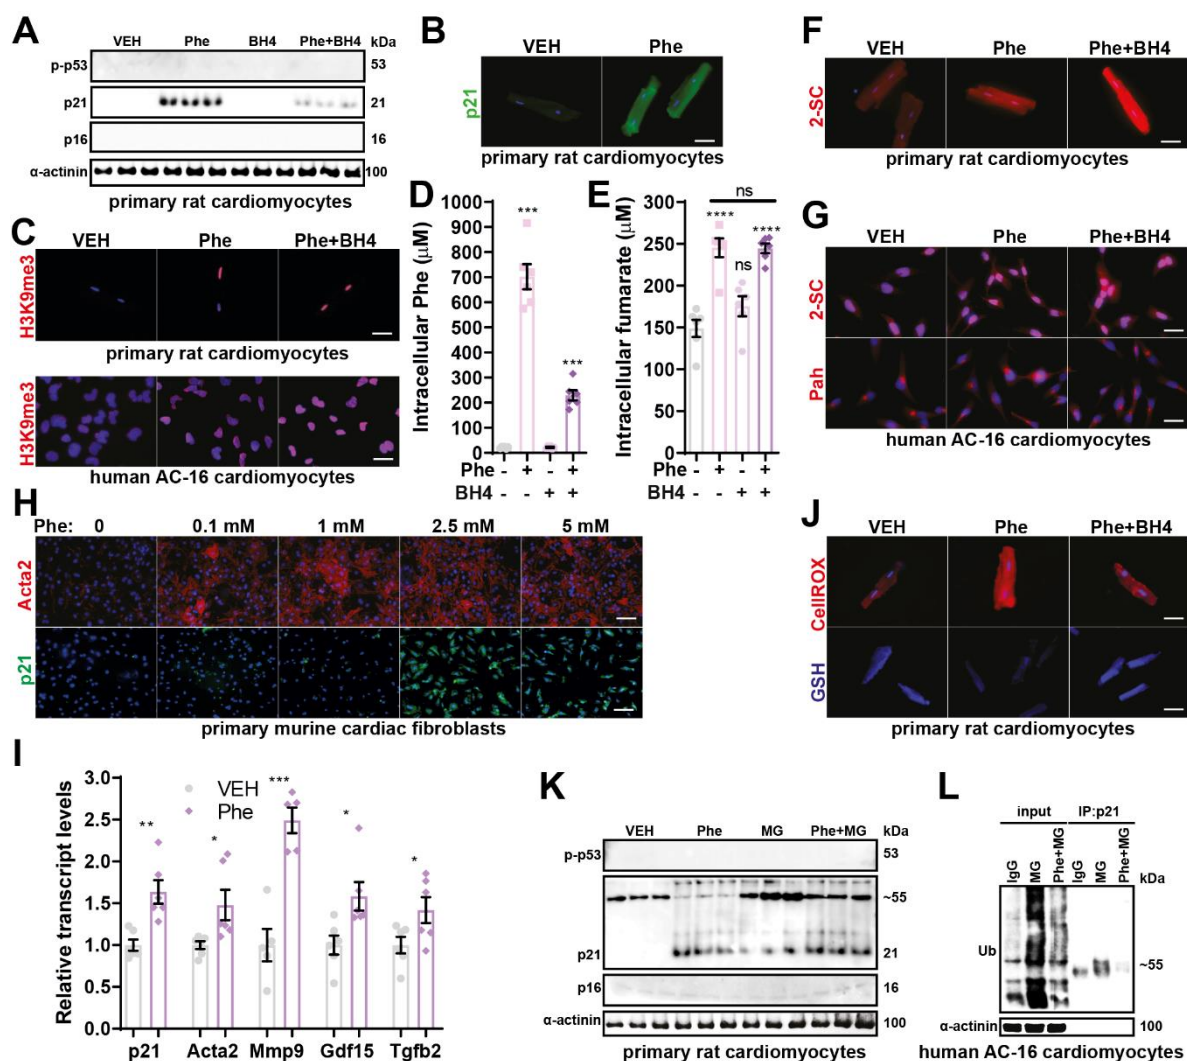 A
VEH Phe BH4 Phe+BH4 kDa
p-p53 53
p21 21
p16 16
α-actinin 100
primary rat cardiomyocytes
B
VEH Phe
p21
primary rat cardiomyocytes
F
VEH Phe Phe+BH4
2-SC
primary rat cardiomyocytes
C
VEH Phe Phe+BH4
H3K9me3
primary rat cardiomyocytes
H3K9me3
human AC-16 cardiomyocytes
D
Intracellular Phe (μM)
1000
900
800
700
600
500
400
300
200
100
0
***
***
Phe - + - +
BH4 - - + +
E
Intracellular fumarate (μM)
300
250
200
150
100
50
0
ns
****
ns
****
Phe - + - +
BH4 - - + +
G
VEH Phe Phe+BH4
2-SC
Pah
human AC-16 cardiomyocytes
H
Phe: 0 0.1 mM 1 mM 2.5 mM 5 mM
Acta2
p21
primary murine cardiac fibroblasts
J
VEH Phe Phe+BH4
CellROX
GSH
primary rat cardiomyocytes
I
Relative transcript levels
3.0
2.5
2.0
1.5
1.0
0.5
0.0
VEH
Phe
**
*
***
*
*
p21 Acta2 Mmp9 Gdf15 Tgfb2
K
VEH Phe MG Phe+MG kDa
p-p53 53
~55
p21 21
p16 16
α-actinin 100
primary rat cardiomyocytes
L
input IP:p21
IgG MG Phe+MG IgG MG Phe+MG kDa
Ub ~55
α-actinin 100
human AC-16 cardiomyocytes